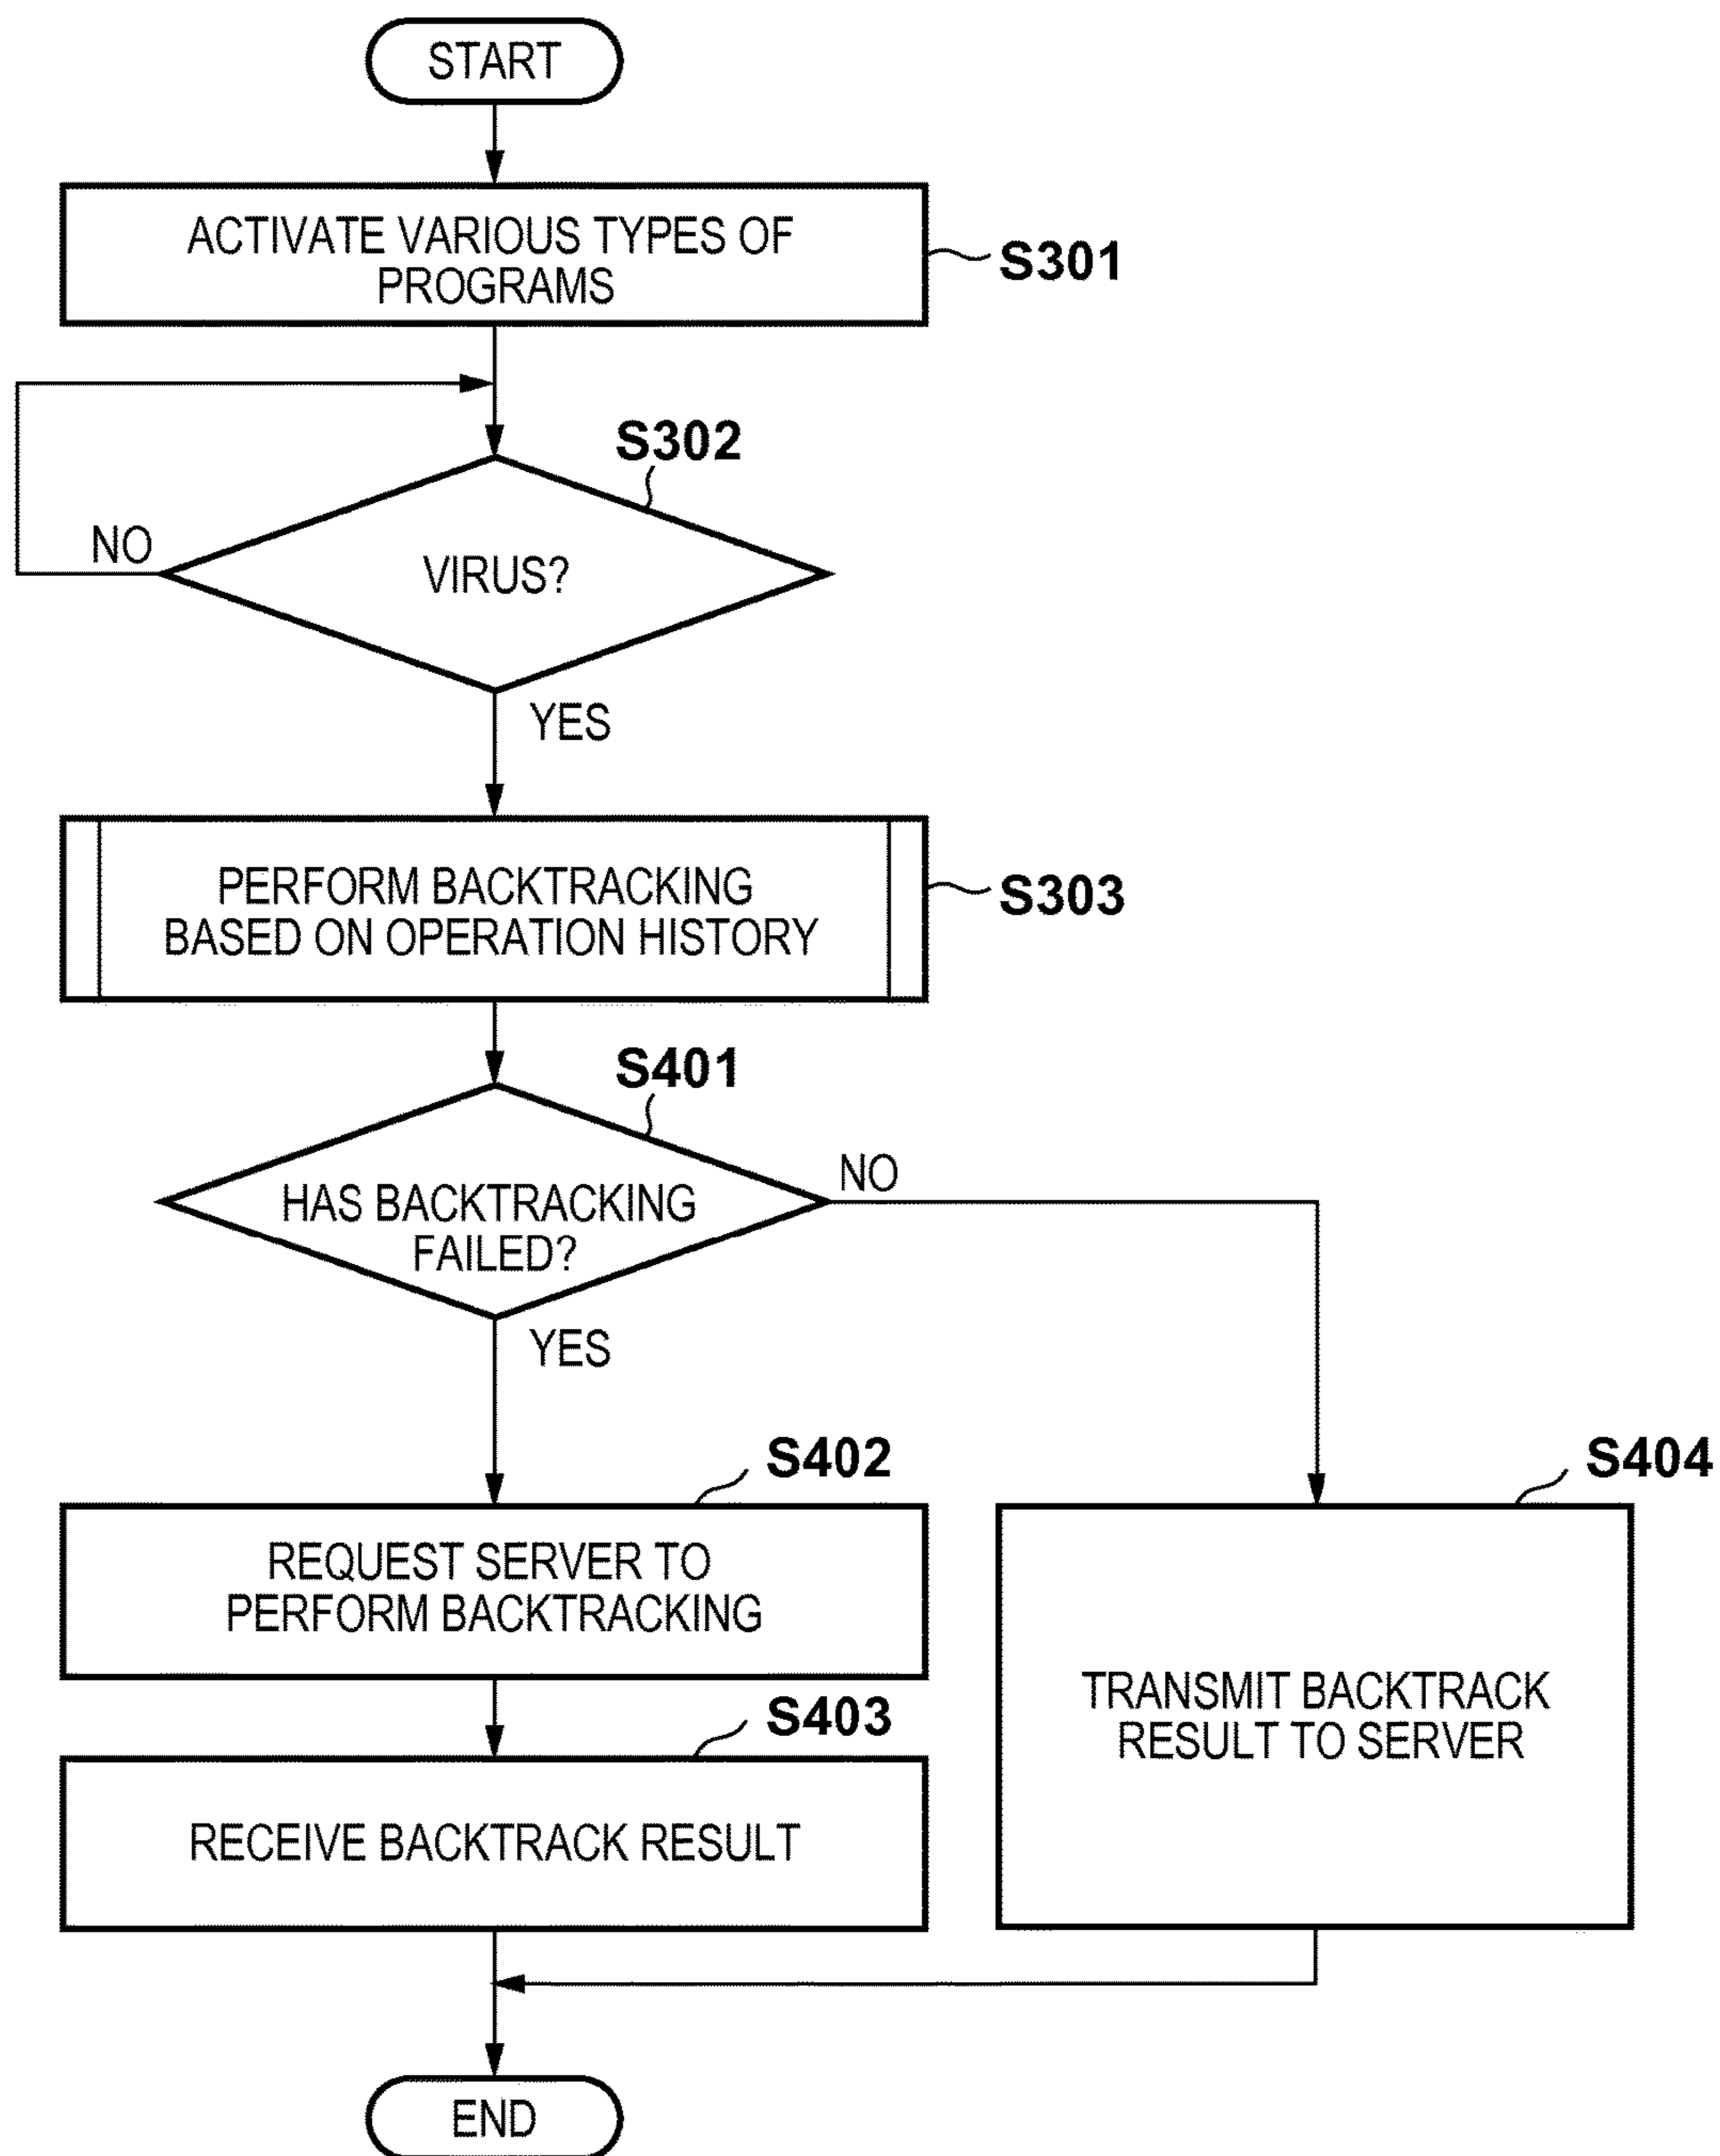 START
ACTIVATE VARIOUS TYPES OF
PROGRAMS
S301
S302
NO
VIRUS?
YES
PERFORM BACKTRACKING
BASED ON OPERATION HISTORY
S303
S401
NO
HAS BACKTRACKING
FAILED?
YES
S402
REQUEST SERVER TO
PERFORM BACKTRACKING
S404
TRANSMIT BACKTRACK
RESULT TO SERVER
S403
RECEIVE BACKTRACK RESULT
END